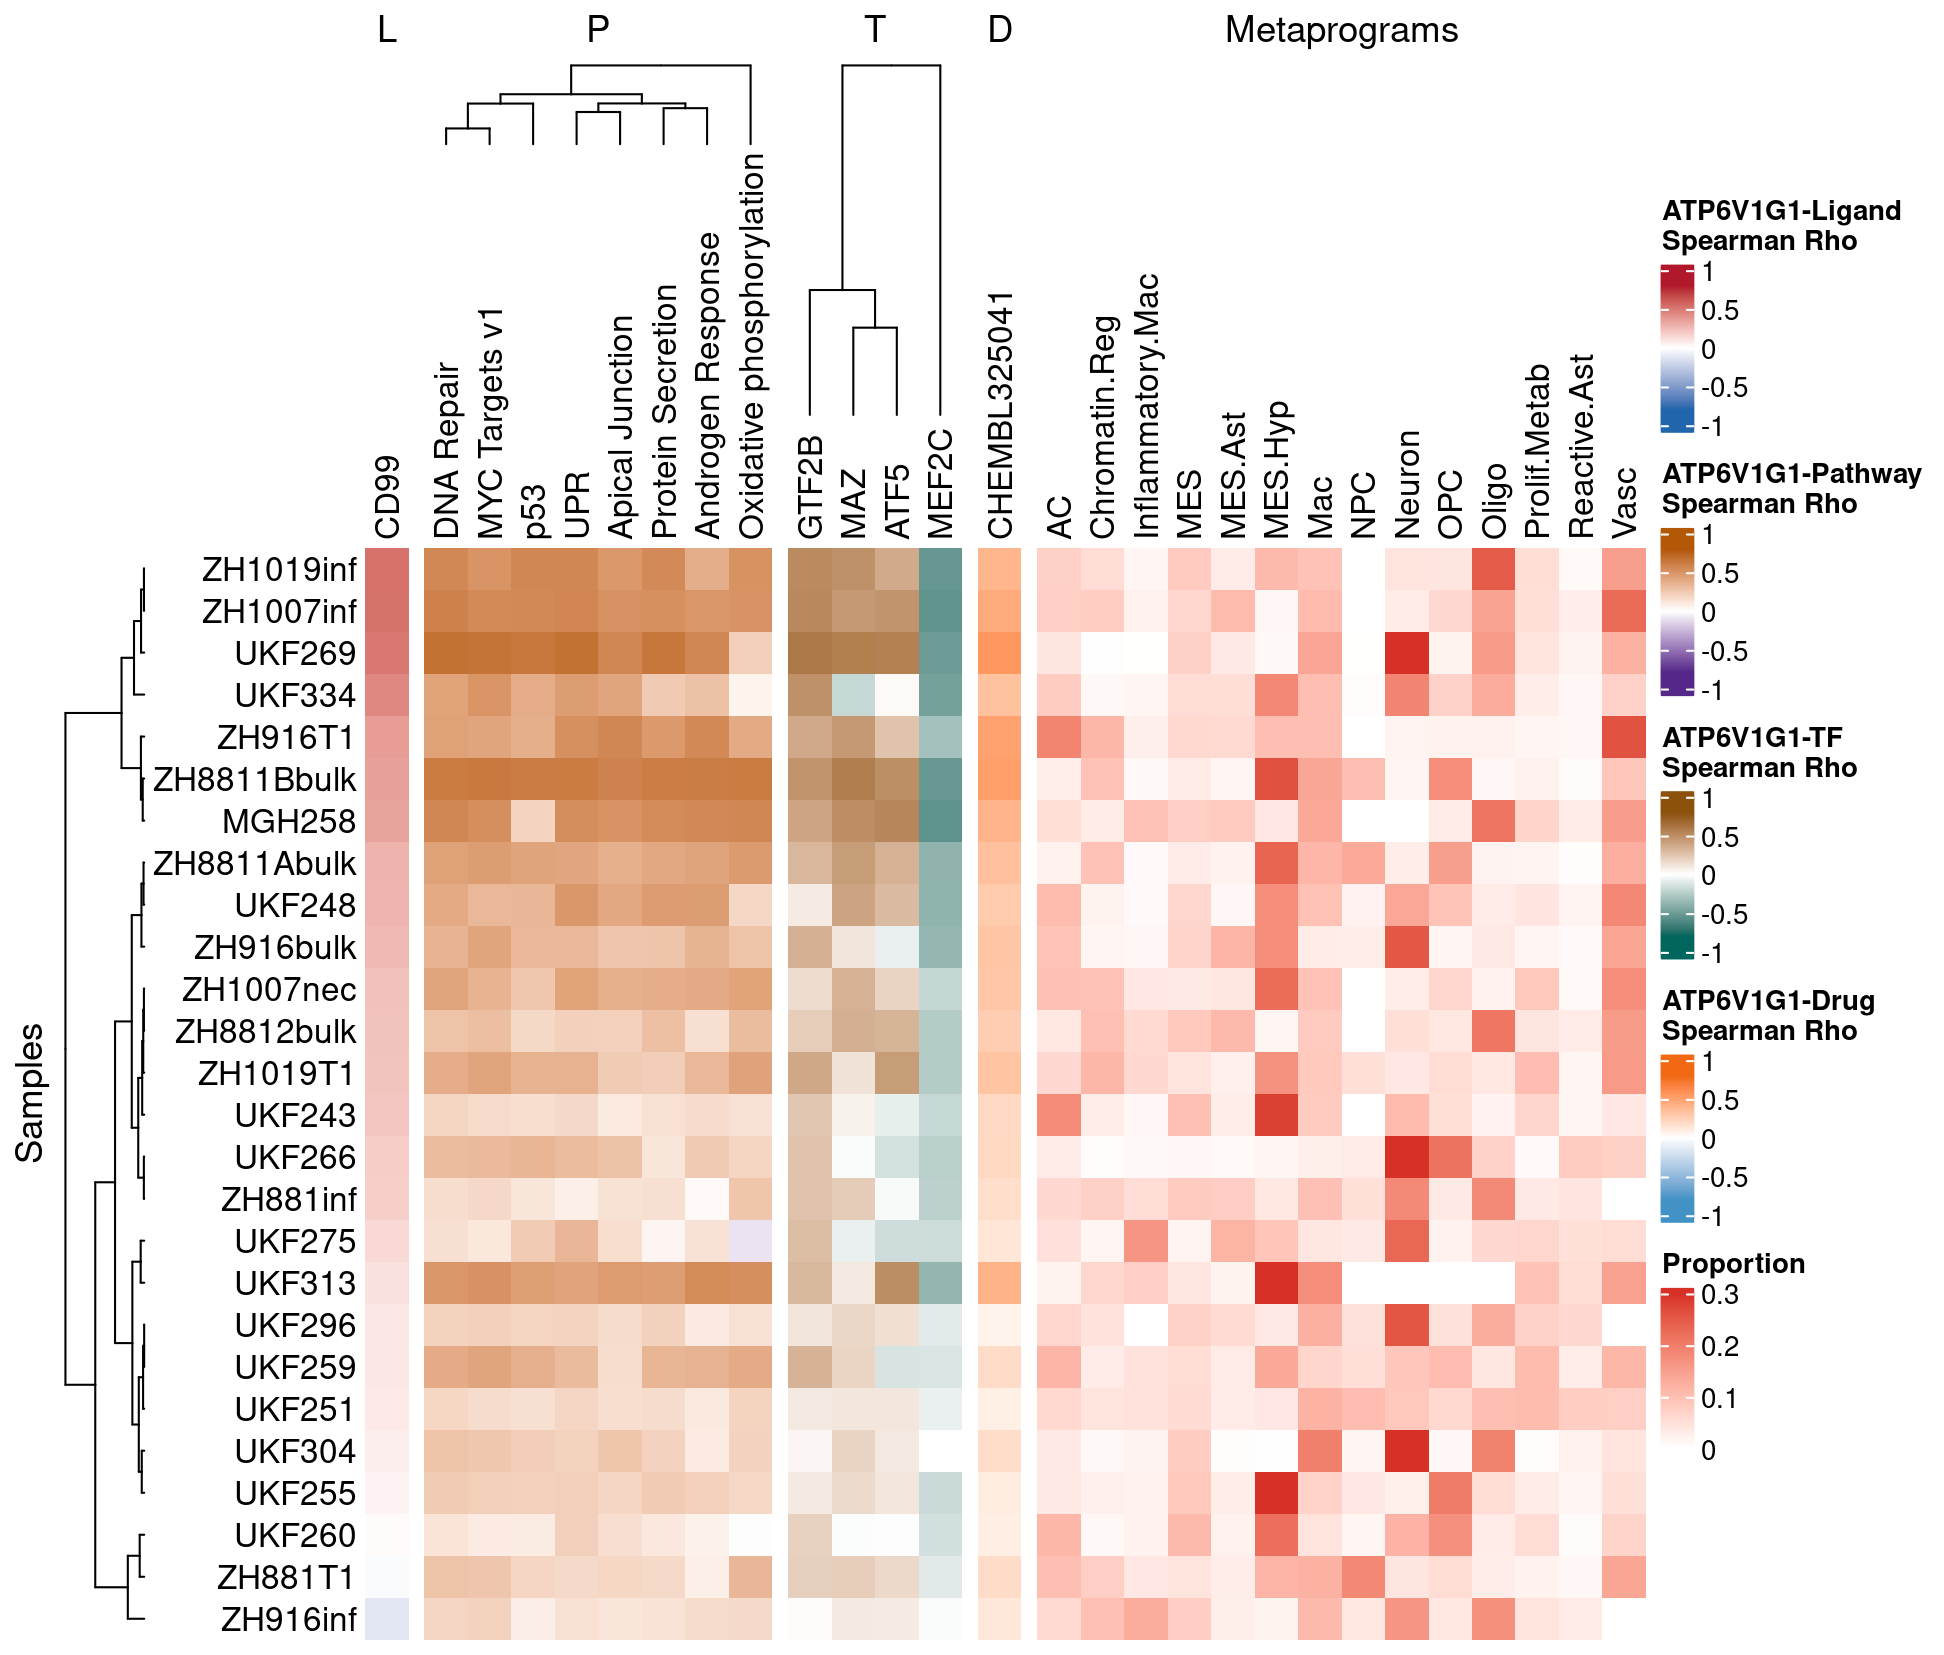 L P T D Metaprograms
CD99
DNA Repair
MYC Targets v1
p53
UPR
Apical Junction
Protein Secretion
Androgen Response
Oxidative phosphorylation
GTF2B
MAZ
ATF5
MEF2C
CHEMBL325041
AC
Chromatin.Reg
Inflammatory.Mac
MES
MES.Ast
MES.Hyp
Mac
NPC
Neuron
OPC
Oligo
Prolif.Metab
Reactive.Ast
Vasc
Samples
ZH1019inf
ZH1007inf
UKF269
UKF334
ZH916T1
ZH8811Bbulk
MGH258
ZH8811Abulk
UKF248
ZH916bulk
ZH1007nec
ZH8812bulk
ZH1019T1
UKF243
UKF266
ZH881inf
UKF275
UKF313
UKF296
UKF259
UKF251
UKF304
UKF255
UKF260
ZH881T1
ZH916inf
ATP6V1G1-Ligand
Spearman Rho
1
0.5
0
-0.5
-1
ATP6V1G1-Pathway
Spearman Rho
1
0.5
0
-0.5
-1
ATP6V1G1-TF
Spearman Rho
1
0.5
0
-0.5
-1
ATP6V1G1-Drug
Spearman Rho
1
0.5
0
-0.5
-1
Proportion
0.3
0.2
0.1
0